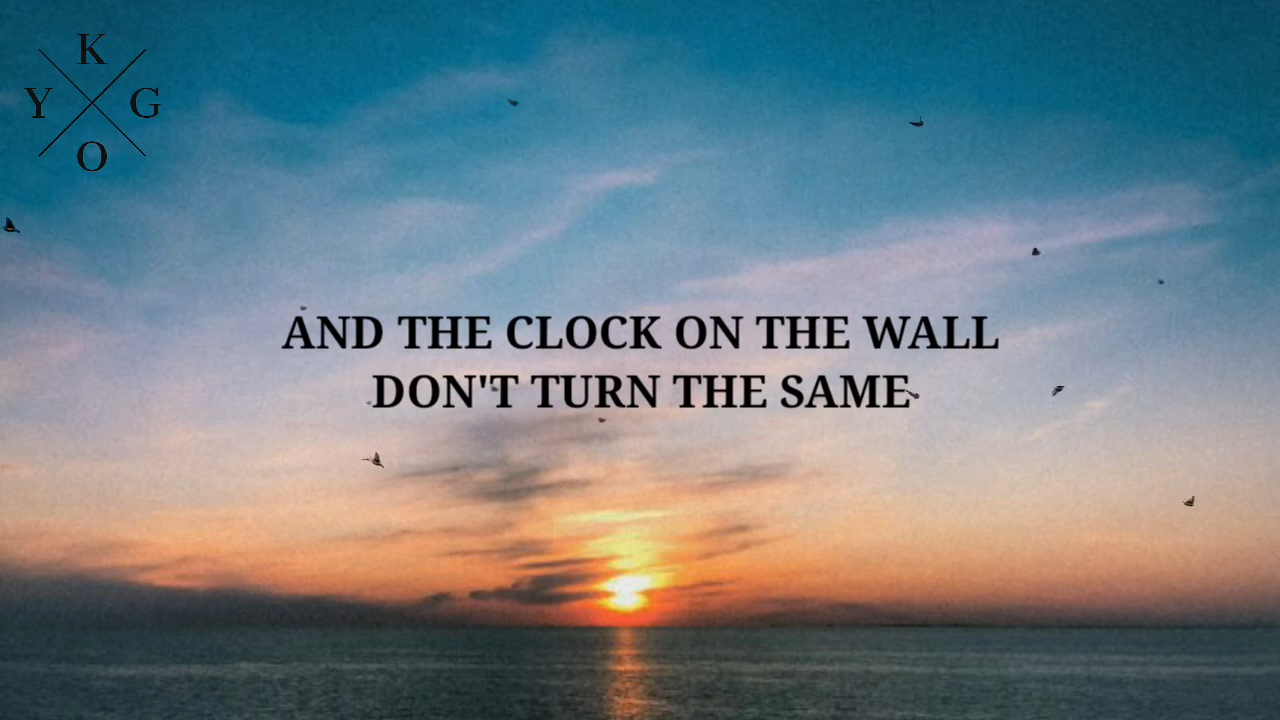 K
Y G
O
AND THE CLOCK ON THE WALL
DON'T TURN THE SAME